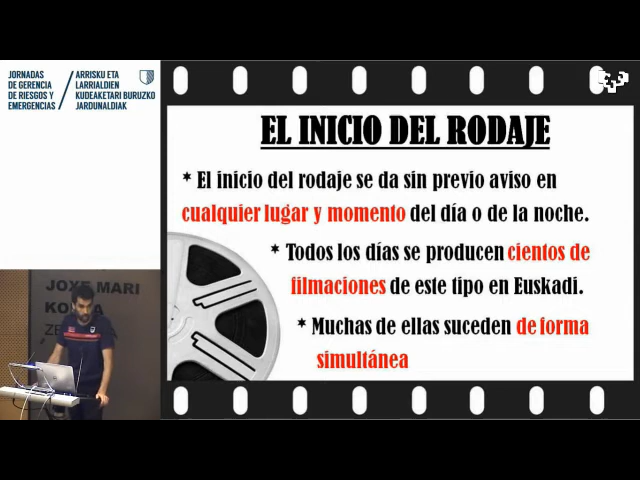 JORNADAS
DE GERENCIA
DE RIESGOS Y
EMERGENCIAS
ARRISKU ETA
LARRIALDIEN
KUDEAKETARI BURUZKO
JARDUNALDIAK
EL INICIO DEL RODAJE
* El inicio del rodaje se da sin previo aviso en
cualquier lugar y momento del día o de la noche.
* Todos los días se producen cientos de
filmaciones de este tipo en Euskadi.
* Muchas de ellas suceden de forma
simultánea
JOXE MARI